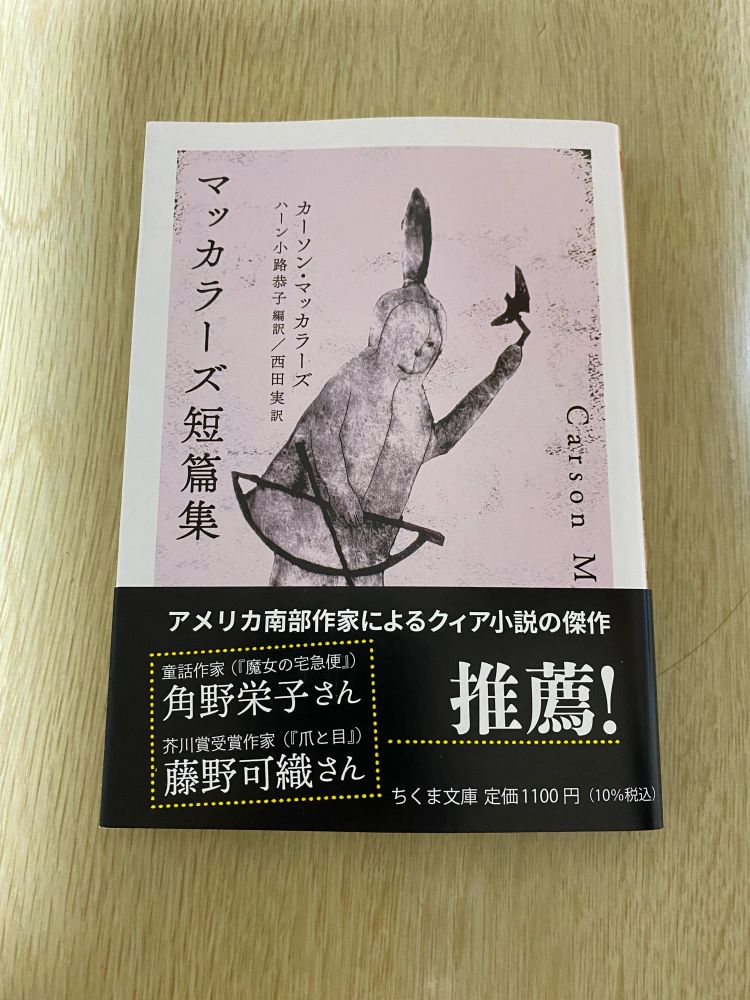 マッカラーズ短篇集
カーソン・マッカラーズ
ハーン小路恭子 編訳／西田実 訳
Carson M
アメリカ南部作家によるクィア小説の傑作
童話作家（『魔女の宅急便』）
角野栄子さん
芥川賞受賞作家（『爪と目』）
藤野可織さん
推薦！
ちくま文庫 定価1100円（10%税込）